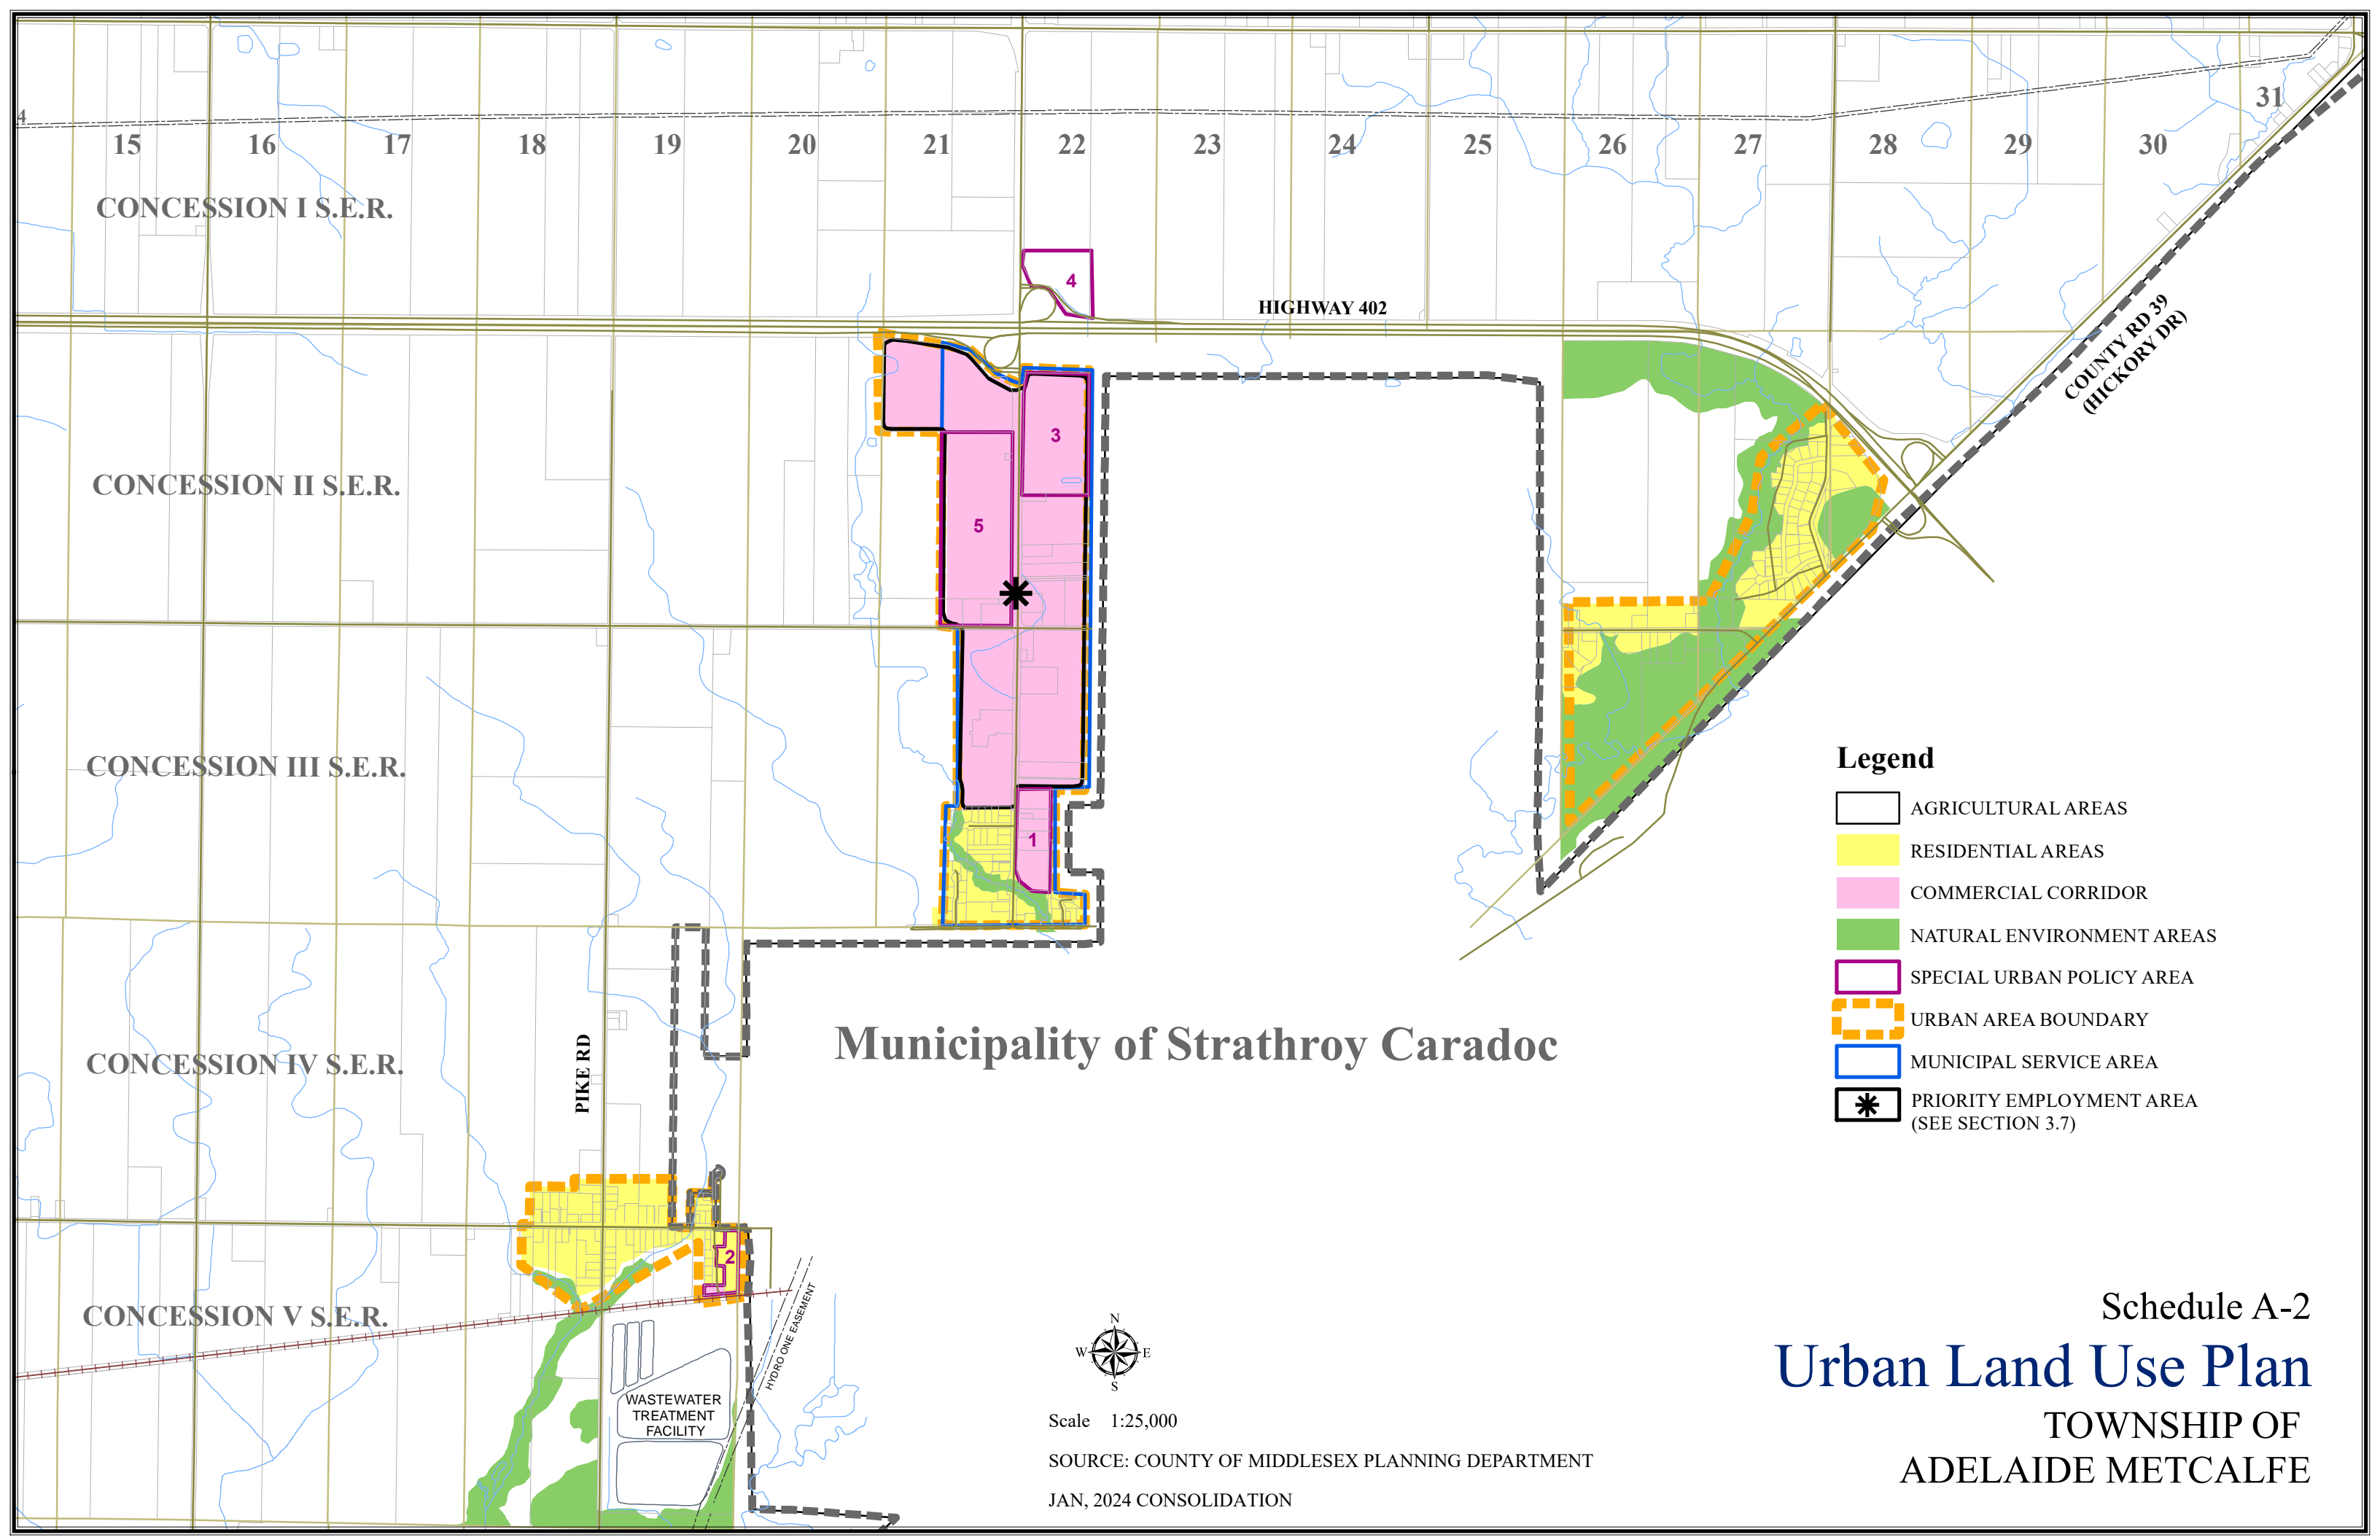 4
15 16 17 18 19 20 21 22 23 24 25 26 27 28 29 30 31
CONCESSION I S.E.R.
4
HIGHWAY 402
COUNTY RD 39
(HICKORY DR)
3
CONCESSION II S.E.R.
5
CONCESSION III S.E.R.
1
Municipality of Strathroy Caradoc
CONCESSION IV S.E.R.
PIKE RD
2
CONCESSION V S.E.R.
HYDRO ONE EASEMENT
WASTEWATER
TREATMENT
FACILITY
Legend
AGRICULTURAL AREAS
RESIDENTIAL AREAS
COMMERCIAL CORRIDOR
NATURAL ENVIRONMENT AREAS
SPECIAL URBAN POLICY AREA
URBAN AREA BOUNDARY
MUNICIPAL SERVICE AREA
PRIORITY EMPLOYMENT AREA
(SEE SECTION 3.7)
N
W E
S
Scale 1:25,000
SOURCE: COUNTY OF MIDDLESEX PLANNING DEPARTMENT
JAN, 2024 CONSOLIDATION
Schedule A-2
Urban Land Use Plan
TOWNSHIP OF
ADELAIDE METCALFE